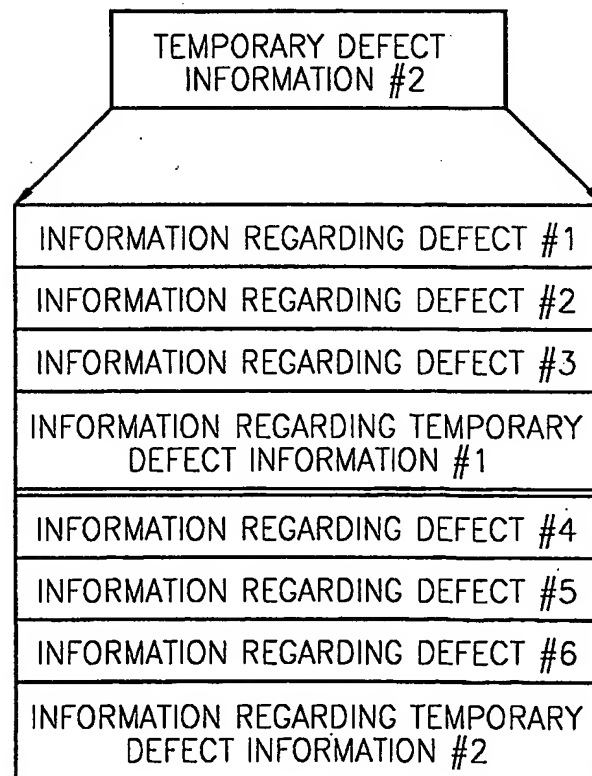 TEMPORARY DEFECT
INFORMATION #2
INFORMATION REGARDING DEFECT #1
INFORMATION REGARDING DEFECT #2
INFORMATION REGARDING DEFECT #3
INFORMATION REGARDING TEMPORARY
DEFECT INFORMATION #1
INFORMATION REGARDING DEFECT #4
INFORMATION REGARDING DEFECT #5
INFORMATION REGARDING DEFECT #6
INFORMATION REGARDING TEMPORARY
DEFECT INFORMATION #2